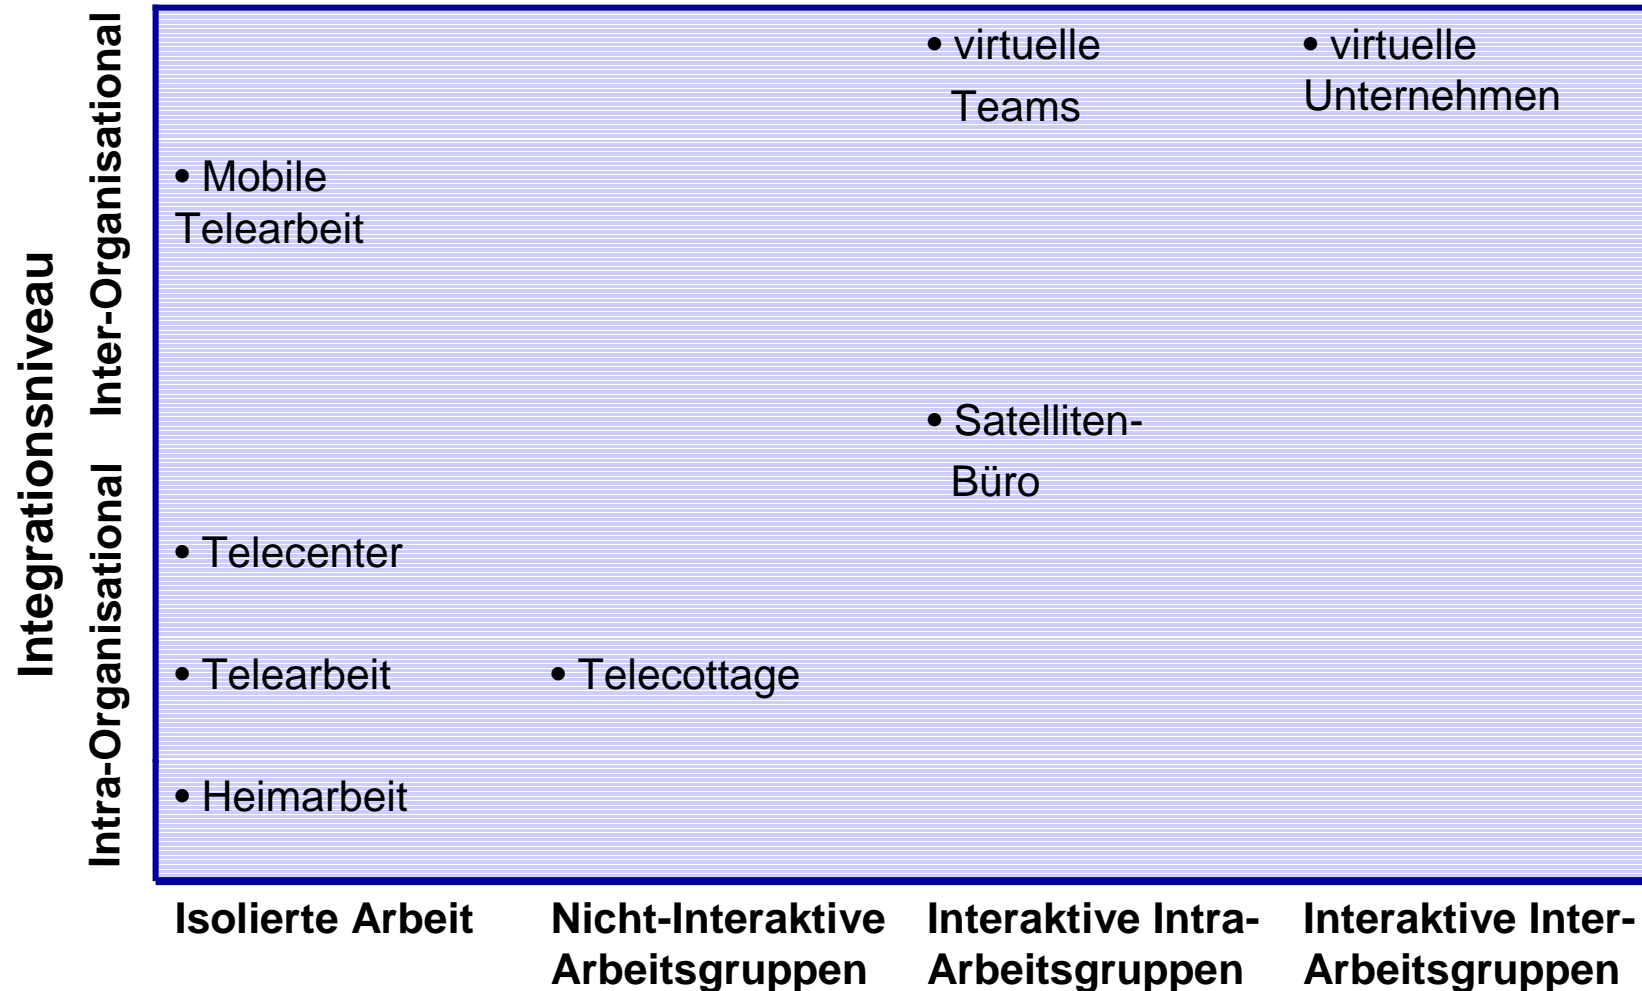 Integrationsniveau
Inter-Organisational
Intra-Organisational
• virtuelle
Teams
• virtuelle
Unternehmen
• Mobile
Telearbeit
• Satelliten-
Büro
• Telecenter
• Telearbeit
• Telecottage
• Heimarbeit
Isolierte Arbeit
Nicht-Interaktive
Arbeitsgruppen
Interaktive Intra-
Arbeitsgruppen
Interaktive Inter-
Arbeitsgruppen